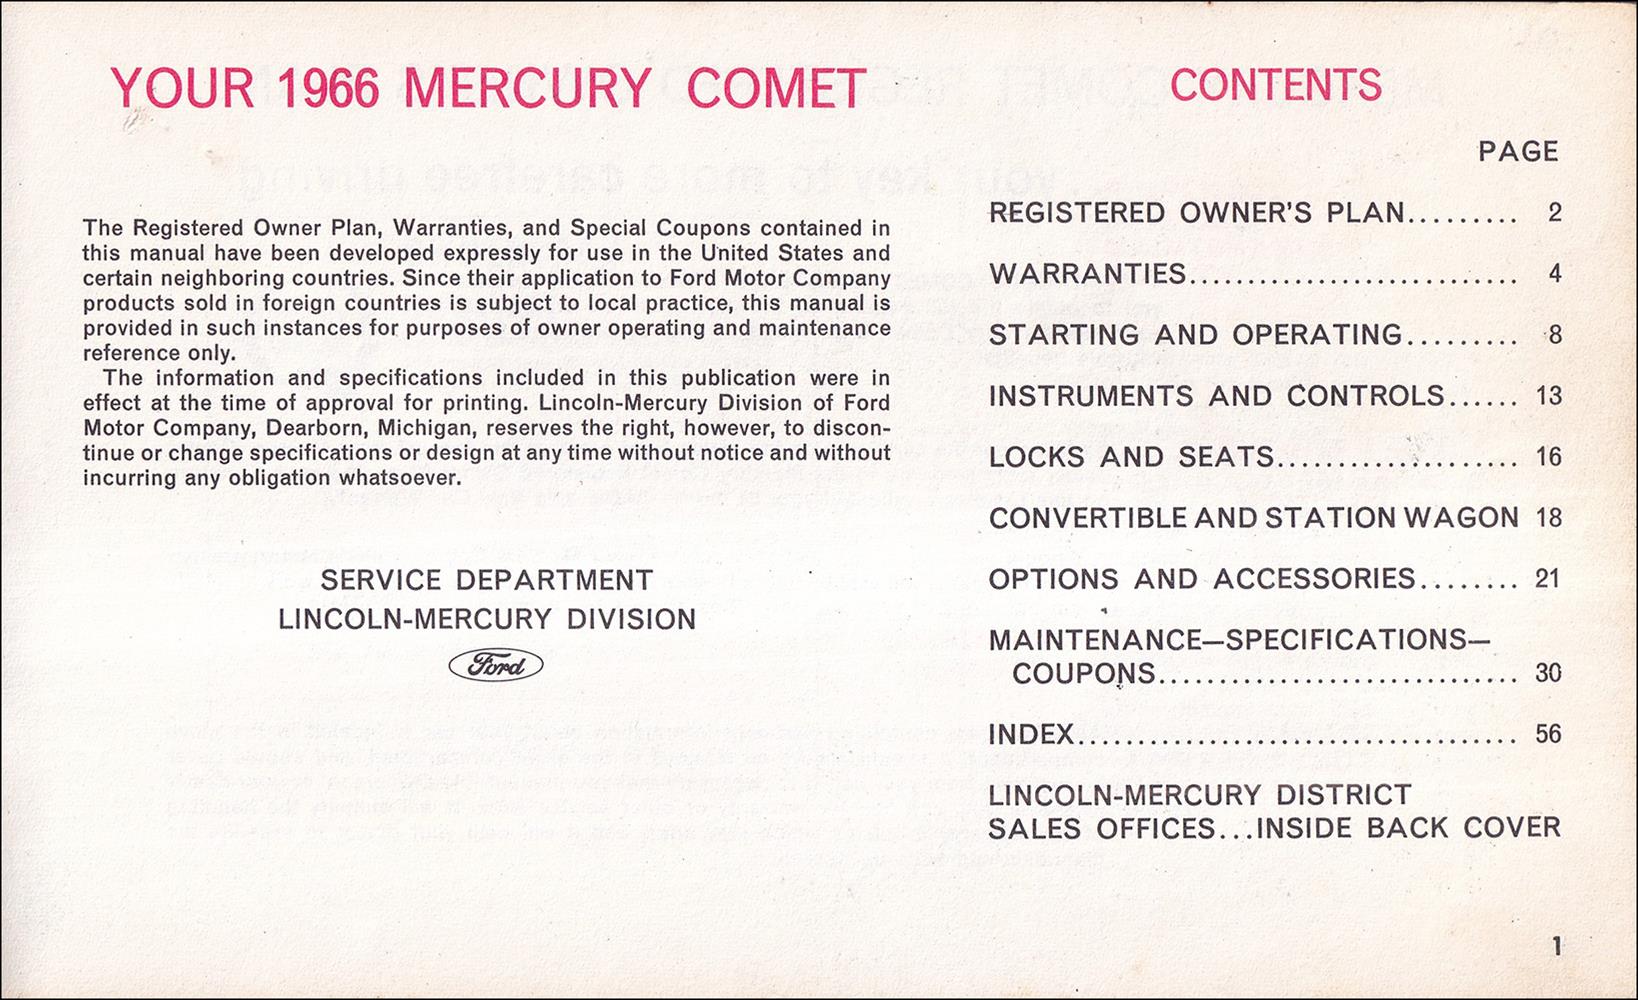 YOUR 1966 MERCURY COMET
The Registered Owner Plan, Warranties, and Special Coupons contained in
this manual have been developed expressly for use in the United States and
certain neighboring countries. Since their application to Ford Motor Company
products sold in foreign countries is subject to local practice, this manual is
provided in such instances for purposes of owner operating and maintenance
reference only.
The information and specifications included in this publication were in
effect at the time of approval for printing. Lincoln-Mercury Division of Ford
Motor Company, Dearborn, Michigan, reserves the right, however, to discon-
tinue or change specifications or design at any time without notice and without
incurring any obligation whatsoever.
SERVICE DEPARTMENT
LINCOLN-MERCURY DIVISION
Ford
CONTENTS
PAGE
REGISTERED OWNER'S PLAN......... 2
WARRANTIES........................... 4
STARTING AND OPERATING......... 8
INSTRUMENTS AND CONTROLS...... 13
LOCKS AND SEATS.................... 16
CONVERTIBLE AND STATION WAGON 18
OPTIONS AND ACCESSORIES........ 21
MAINTENANCE—SPECIFICATIONS—
COUPONS.............................. 30
INDEX.................................... 56
LINCOLN-MERCURY DISTRICT
SALES OFFICES...INSIDE BACK COVER
1